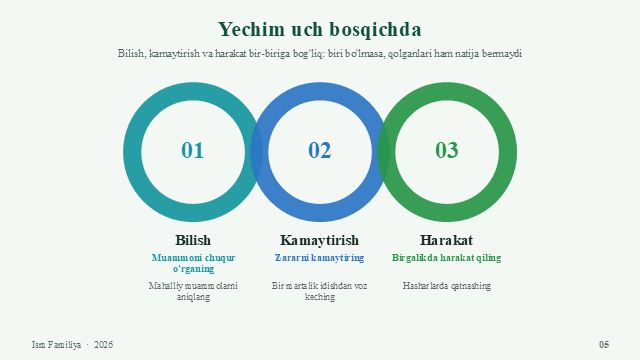 Yechim uch bosqichda
Bilish, kamaytirish va harakat bir-biriga bog'liq: biri bo'lmasa, qolganlari ham natija bermaydi
01
02
03
Bilish
Kamaytirish
Harakat
Muammoni chuqur
o'rganing
Zararni kamaytiring
Birgalikda harakat qiling
Mahalliy muammolarni
aniqlang
Bir martalik idishdan voz
keching
Hasharlarda qatnashing
Ism Familiya · 2026
05